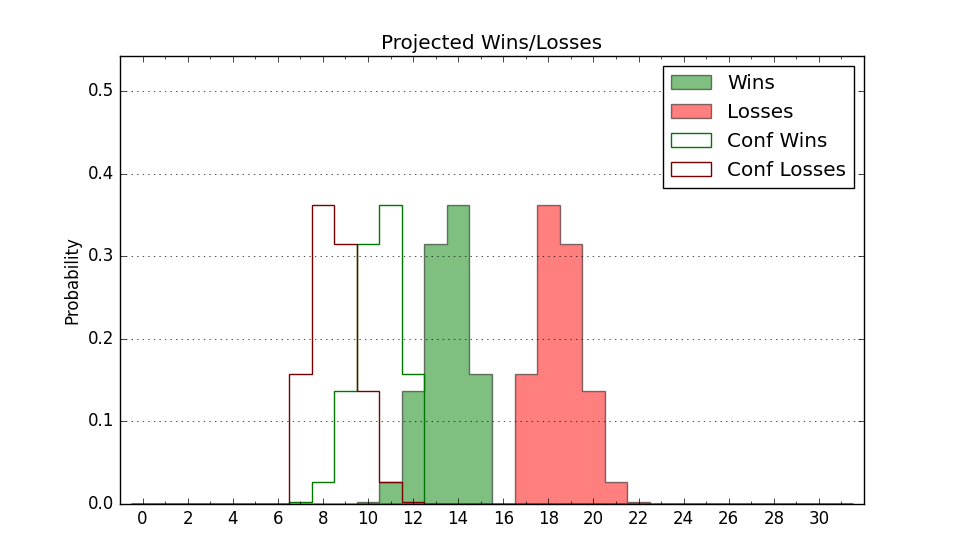 Projected Wins/Losses
Wins
Losses
Conf Wins
Conf Losses
Probability
0.5
0.4
0.3
0.2
0.1
0.0
0 2 4 6 8 10 12 14 16 18 20 22 24 26 28 30